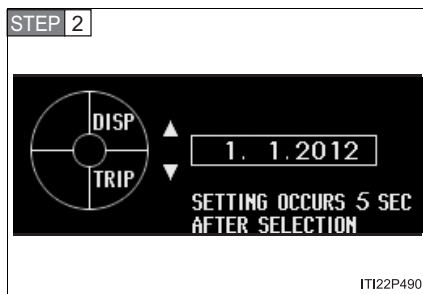 STEP 2
DISP
1. 1.2012
TRIP
SETTING OCCURS 5 SEC
AFTER SELECTION
ITI22P490